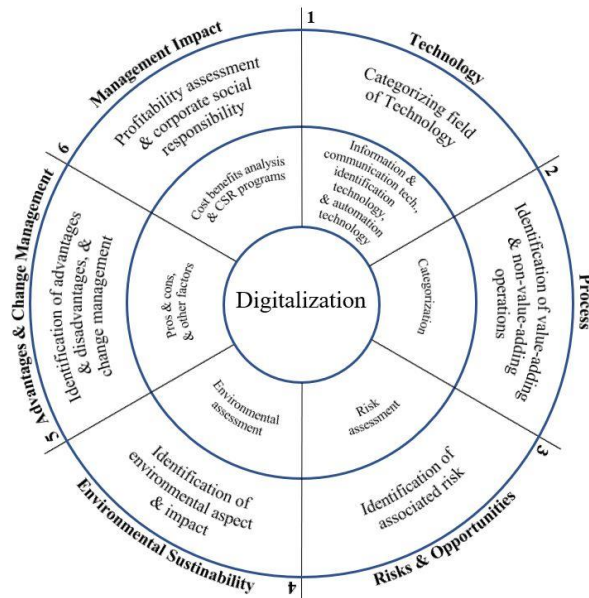 Digitalization
1
Technology
Categorizing field
of Technology
Information &
communication tech.,
identification
technology,
& automation
technology
2
Process
Identification of value-adding
& non-value-adding
operations
Categorization
3
Risks & Opportunities
Identification of
associated risk
Risk
assessment
4
Environmental Sustinability
Identification of
environmental aspect
& impact
Environmental
assessment
5
Advantages & Change Management
Identification of advantages
& disadvantages, &
change management
Pros & cons,
& other factors
6
Management Impact
Profitability assessment
& corporate social
responsibility
Cost benefits analysis
& CSR programs